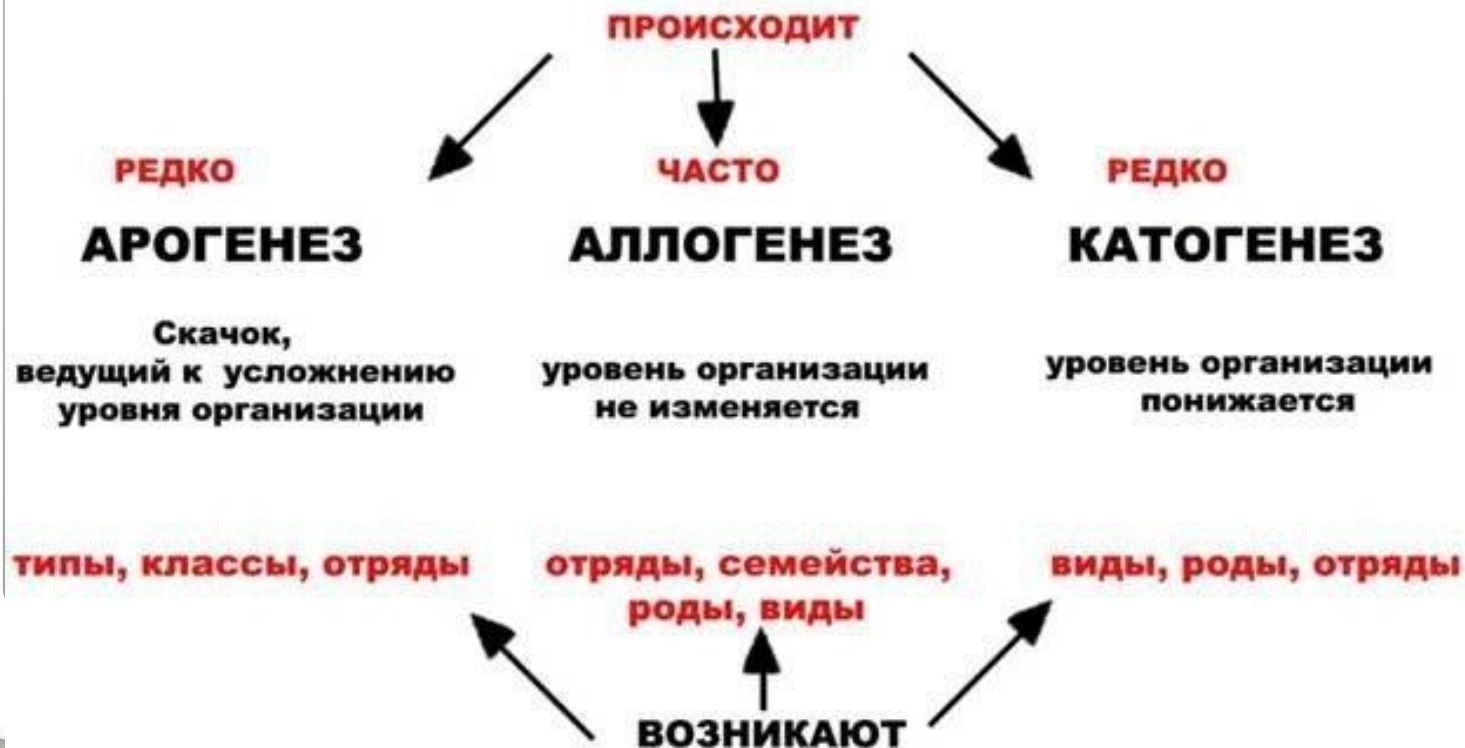 ПРОИСХОДИТ
РЕДКО
ЧАСТО
РЕДКО
АРОГЕНЕЗ
АЛЛОГЕНЕЗ
КАТОГЕНЕЗ
Скачок,
ведущий к усложнению
уровня организации
уровень организации
не изменяется
уровень организации
понижается
типы, классы, отряды
отряды, семейства,
роды, виды
виды, роды, отряды
ВОЗНИКАЮТ